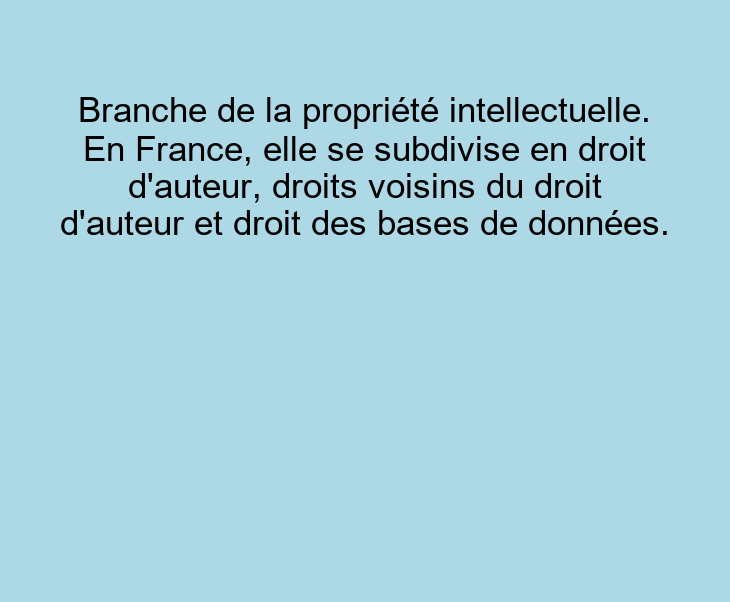 Branche de la propriété intellectuelle.
En France, elle se subdivise en droit
d'auteur, droits voisins du droit
d'auteur et droit des bases de données.